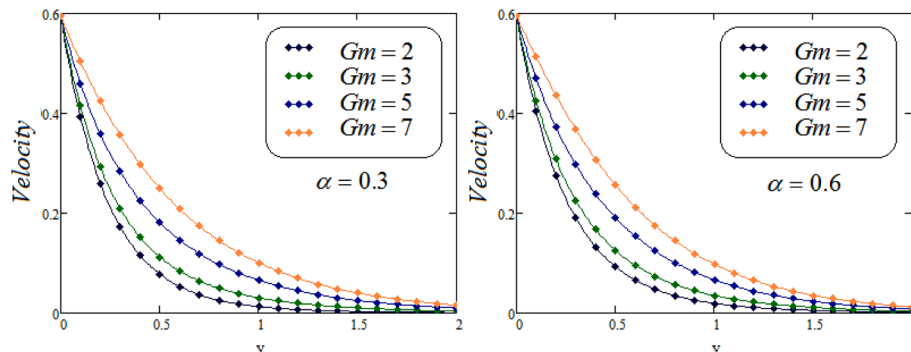 0.6
0.4
0.2
0
Velocity
0
0.5
1
1.5
2
y
Gm = 2
Gm = 3
Gm = 5
Gm = 7
α = 0.3
0.6
0.4
0.2
0
Velocity
0
0.5
1
1.5
y
Gm = 2
Gm = 3
Gm = 5
Gm = 7
α = 0.6